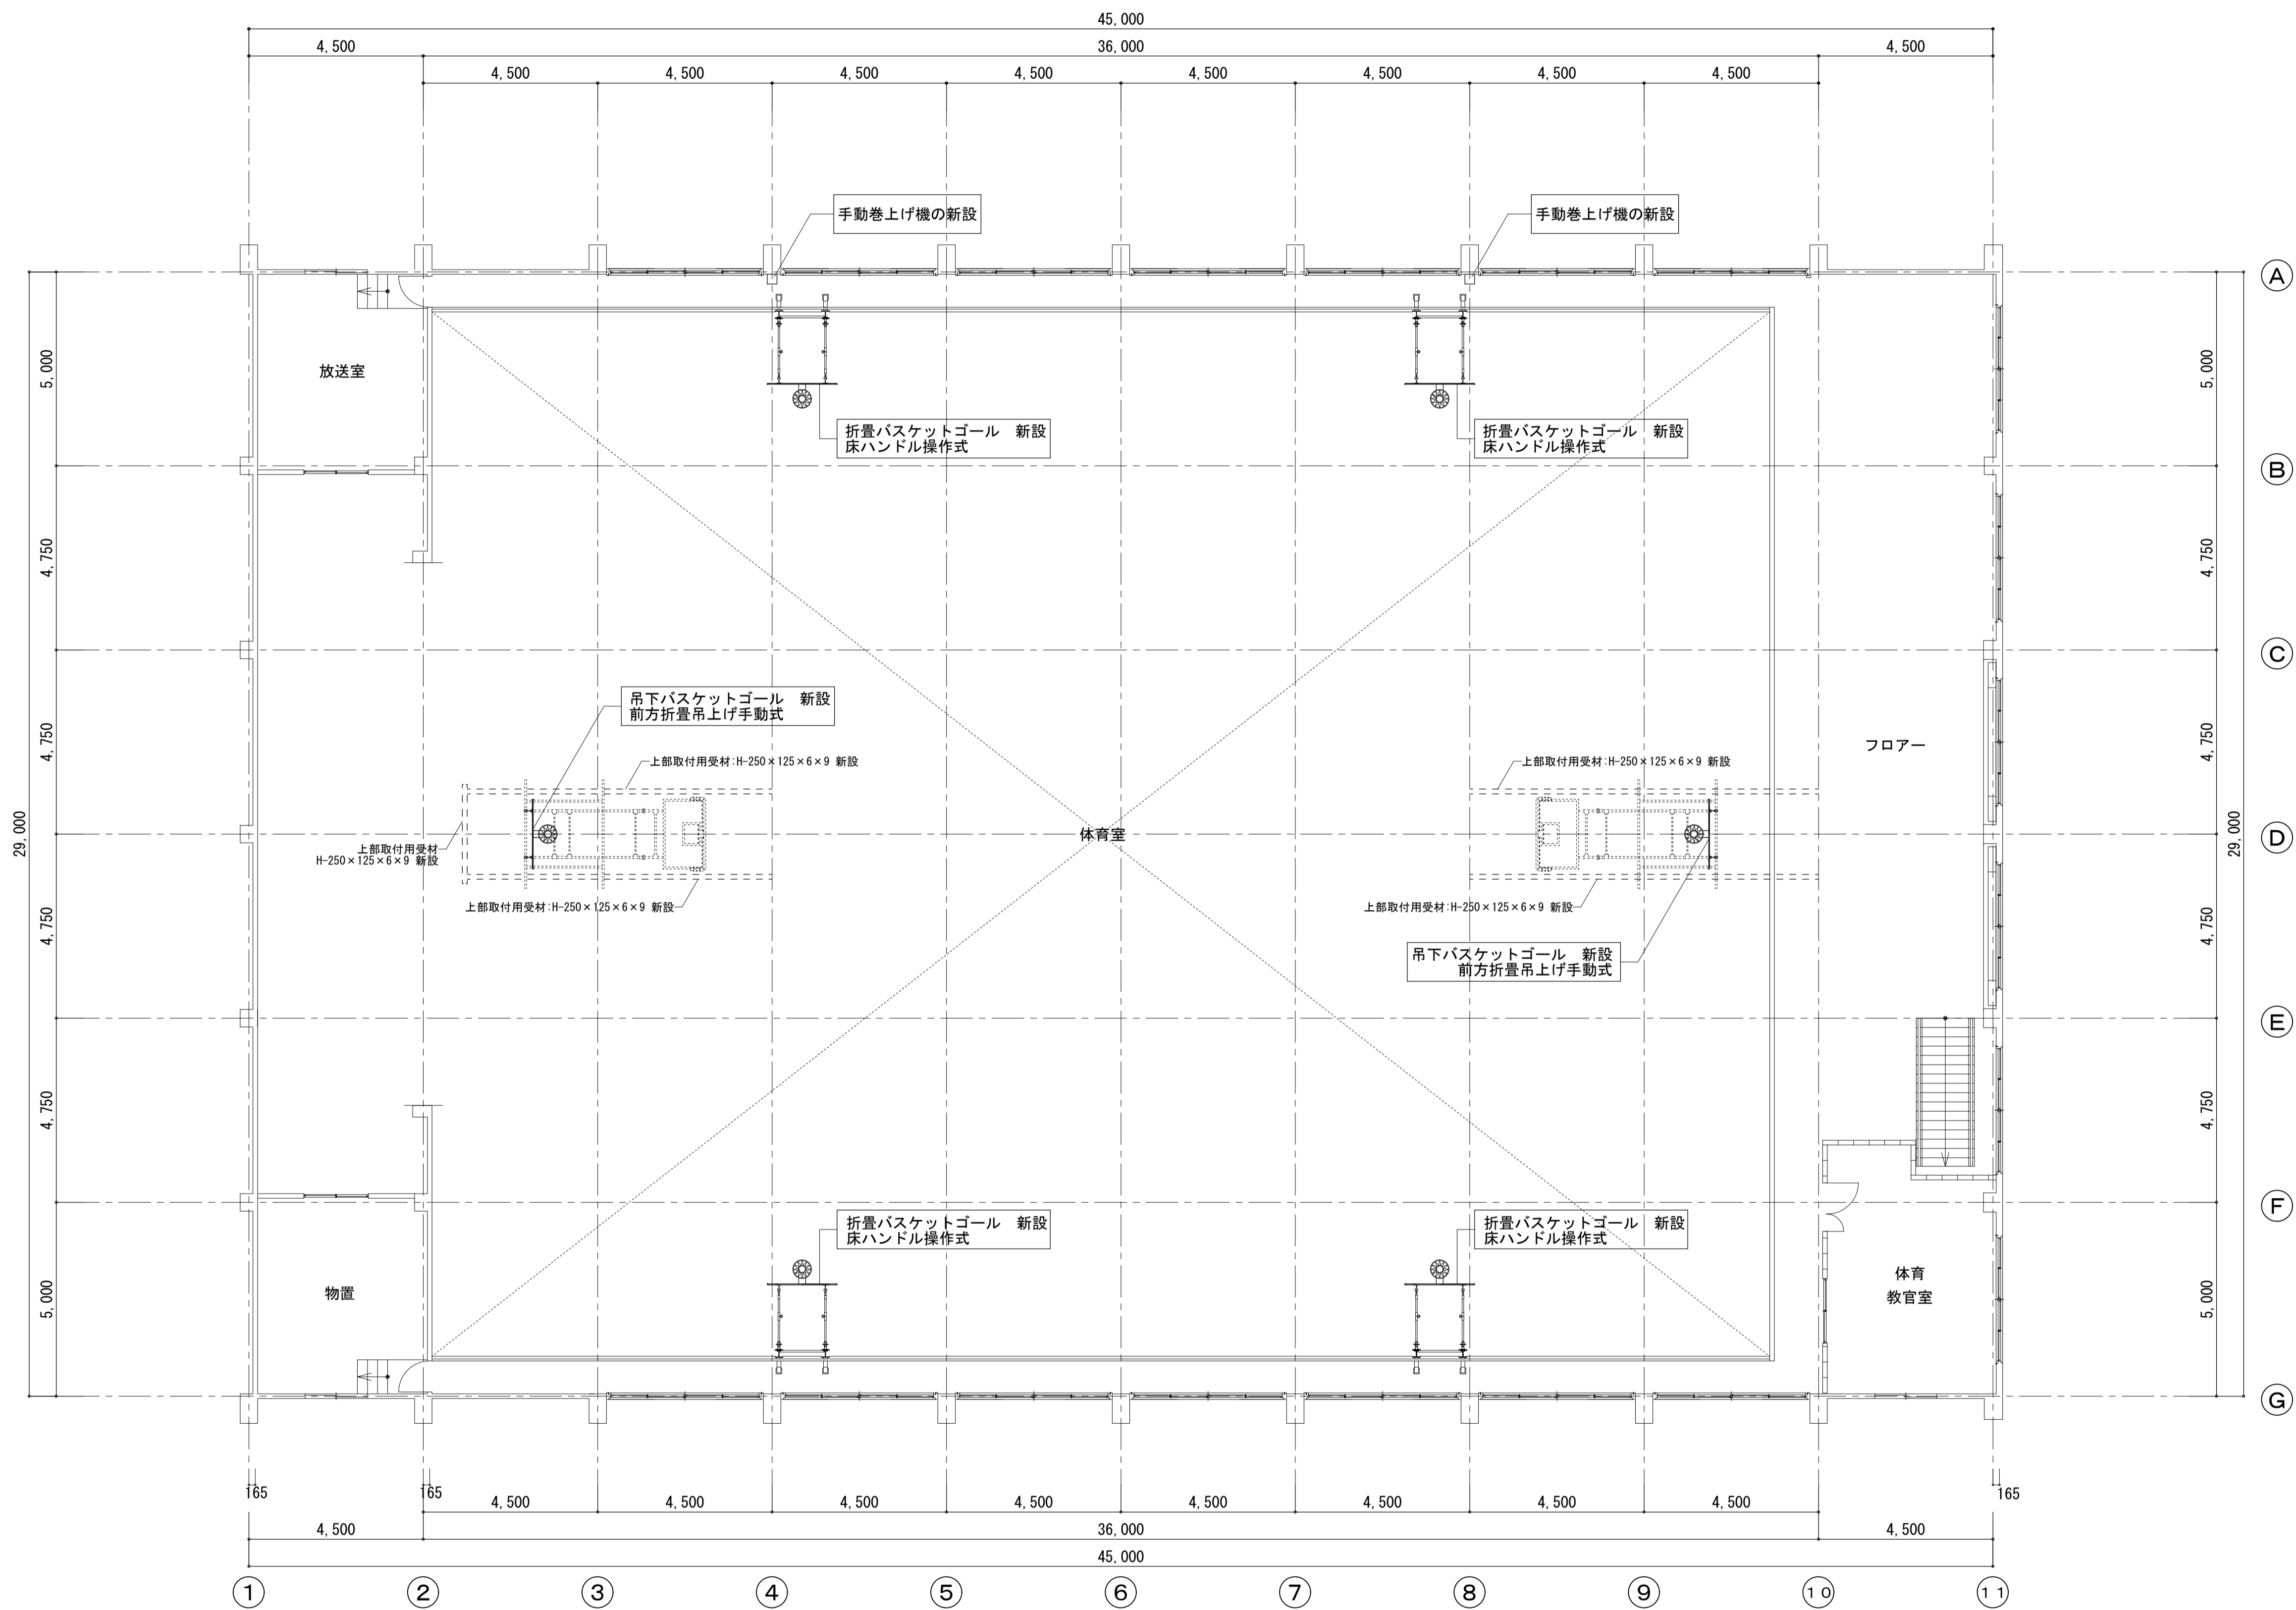 45,000
4,500
36,000
4,500
4,500
4,500
4,500
4,500
4,500
4,500
4,500
4,500
手動巻上げ機の新設
手動巻上げ機の新設
A
放送室
5,000
5,000
折畳バスケットゴール 新設
床ハンドル操作式
折畳バスケットゴール 新設
床ハンドル操作式
B
4,750
4,750
C
吊下バスケットゴール 新設
前方折畳吊上げ手動式
4,750
フロアー
4,750
上部取付用受材:H-250×125×6×9 新設
上部取付用受材:H-250×125×6×9 新設
29,000
体育室
29,000
D
上部取付用受材
H-250×125×6×9 新設
上部取付用受材:H-250×125×6×9 新設
上部取付用受材:H-250×125×6×9 新設
4,750
4,750
吊下バスケットゴール 新設
前方折畳吊上げ手動式
E
4,750
4,750
F
折畳バスケットゴール 新設
床ハンドル操作式
折畳バスケットゴール 新設
床ハンドル操作式
5,000
物置
体育
教官室
5,000
G
165
165
165
4,500
4,500
4,500
4,500
4,500
4,500
4,500
4,500
4,500
36,000
4,500
45,000
1
2
3
4
5
6
7
8
9
10
11